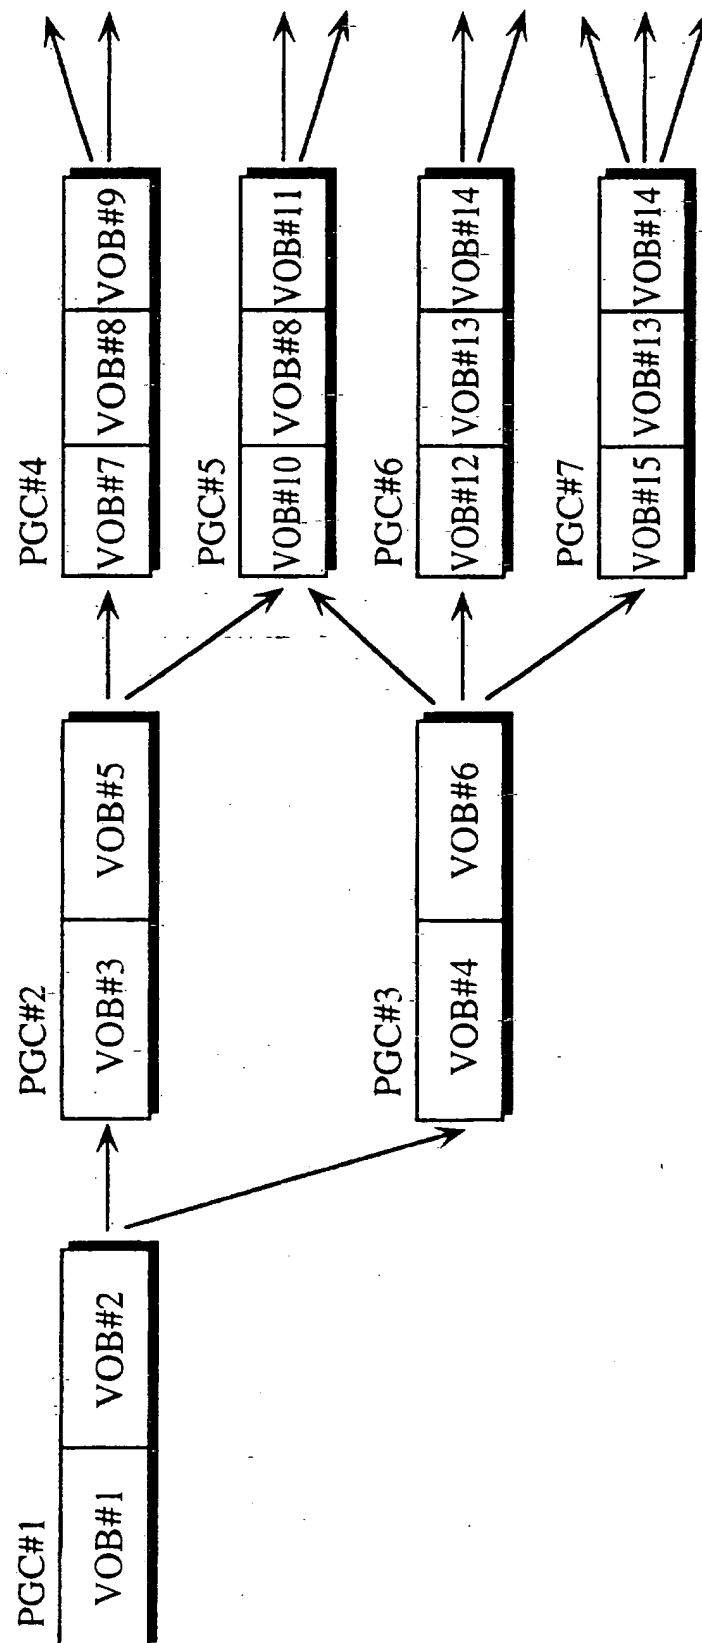 PGC#1
VOB#1 VOB#2
PGC#2
VOB#3 VOB#5
PGC#3
VOB#4 VOB#6
PGC#4
VOB#7 VOB#8 VOB#9
PGC#5
VOB#10 VOB#8 VOB#11
PGC#6
VOB#12 VOB#13 VOB#14
PGC#7
VOB#15 VOB#13 VOB#14